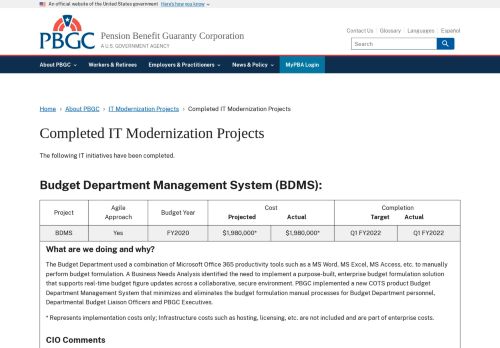 An official website of the United States government Here's how you know
PBGC
Pension Benefit Guaranty Corporation
A U.S. GOVERNMENT AGENCY
Contact Us Glossary Languages Español
Search
About PBGC Workers & Retirees Employers & Practitioners News & Policy MyPBA Login
Home About PBGC IT Modernization Projects Completed IT Modernization Projects
Completed IT Modernization Projects
The following IT initiatives have been completed.
Budget Department Management System (BDMS):
Project Agile Approach Budget Year Cost Completion
Projected Actual Target Actual
BDMS Yes FY2020 $1,980,000* $1,980,000* Q1 FY2022 Q1 FY2022
What are we doing and why?
The Budget Department used a combination of Microsoft Office 365 productivity tools such as a MS Word, MS Excel, MS Access, etc. to manually
perform budget formulation. A Business Needs Analysis identified the need to implement a purpose-built, enterprise budget formulation solution
that supports real-time budget figure updates across a collaborative, secure environment. PBGC implemented a new COTS product Budget
Department Management System that minimizes and eliminates the budget formulation manual processes for Budget Department personnel,
Departmental Budget Liaison Officers and PBGC Executives.
* Represents implementation costs only; Infrastructure costs such as hosting, licensing, etc. are not included and are part of enterprise costs.
CIO Comments